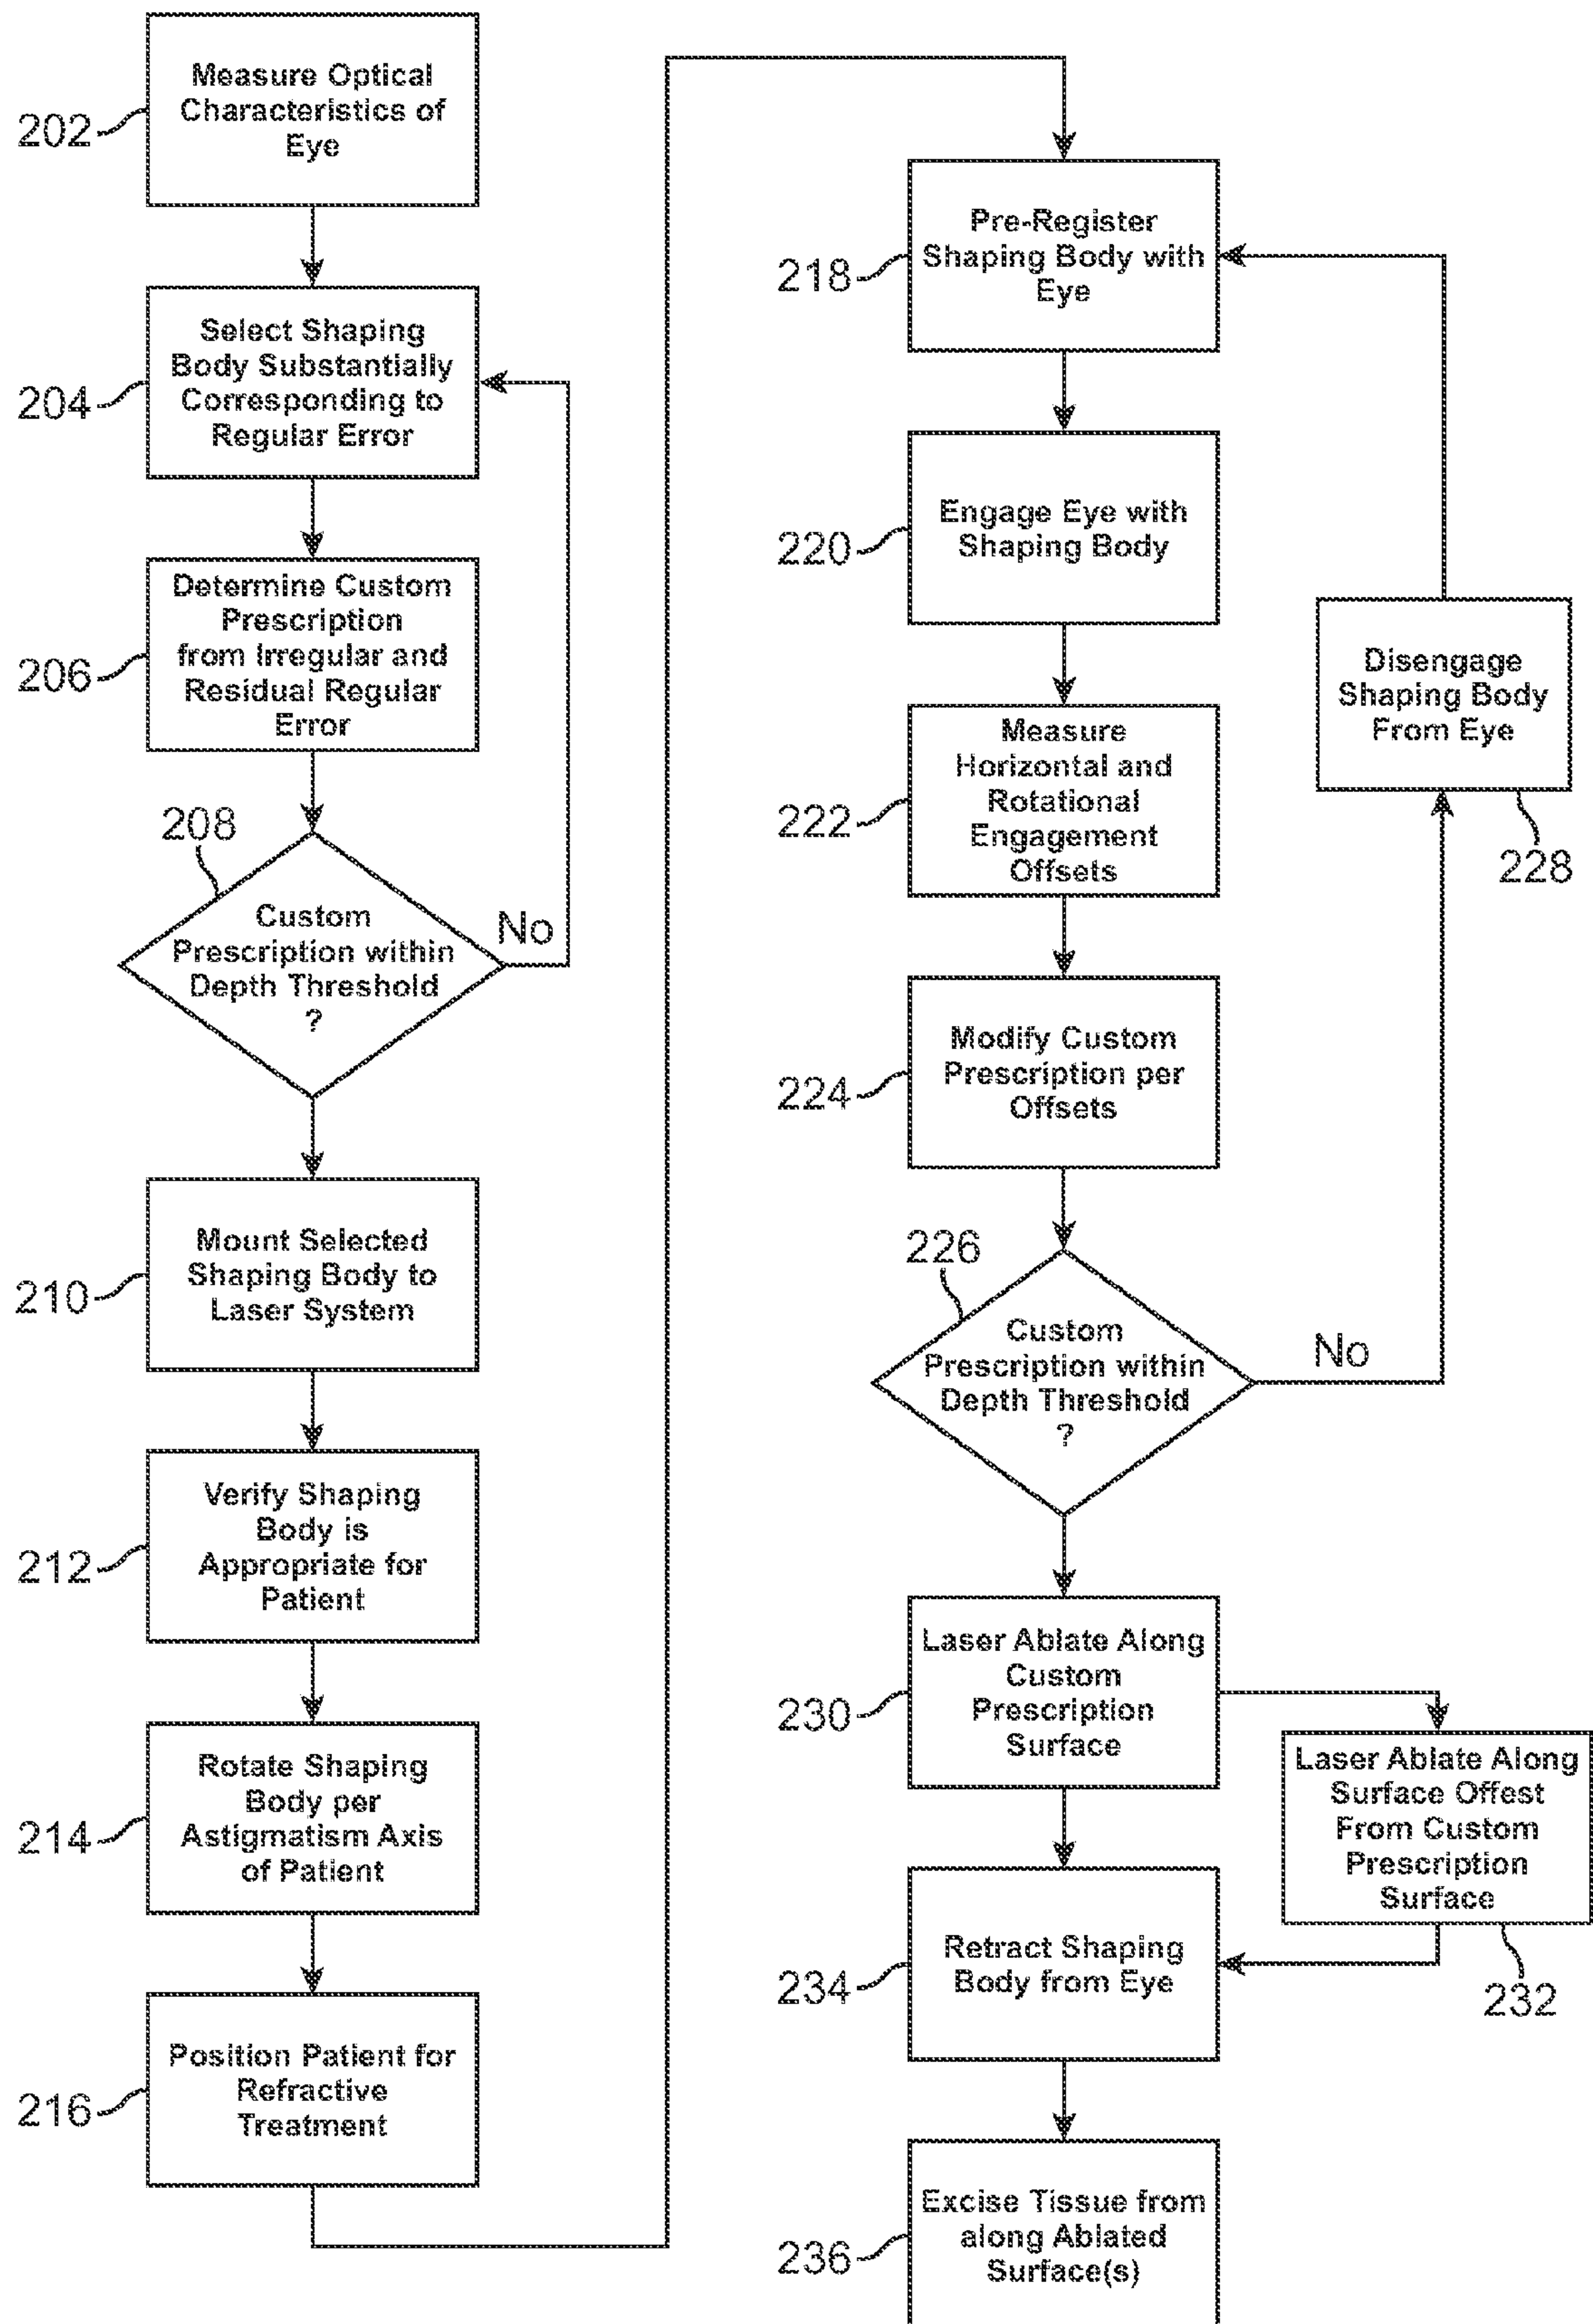 202
Measure Optical
Characteristics of
Eye
204
Select Shaping
Body Substantially
Corresponding to
Regular Error
206
Determine Custom
Prescription
from Irregular and
Residual Regular
Error
208
Custom
Prescription within
Depth Threshold
?
No
210
Mount Selected
Shaping Body to
Laser System
212
Verify Shaping
Body is
Appropriate for
Patient
214
Rotate Shaping
Body per
Astigmatism Axis
of Patient
216
Position Patient for
Refractive
Treatment
218
Pre-Register
Shaping Body with
Eye
220
Engage Eye with
Shaping Body
222
Measure
Horizontal and
Rotational
Engagement
Offsets
224
Modify Custom
Prescription per
Offsets
226
Custom
Prescription within
Depth Threshold
?
No
Disengage
Shaping Body
From Eye
228
230
Laser Ablate Along
Custom
Prescription
Surface
Laser Ablate Along
Surface Offest
From Custom
Prescription
Surface
232
234
Retract Shaping
Body from Eye
236
Excise Tissue from
along Ablated
Surface(s)